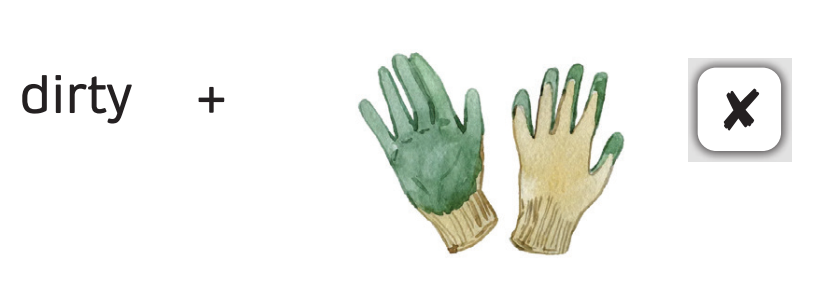 dirty + ✘